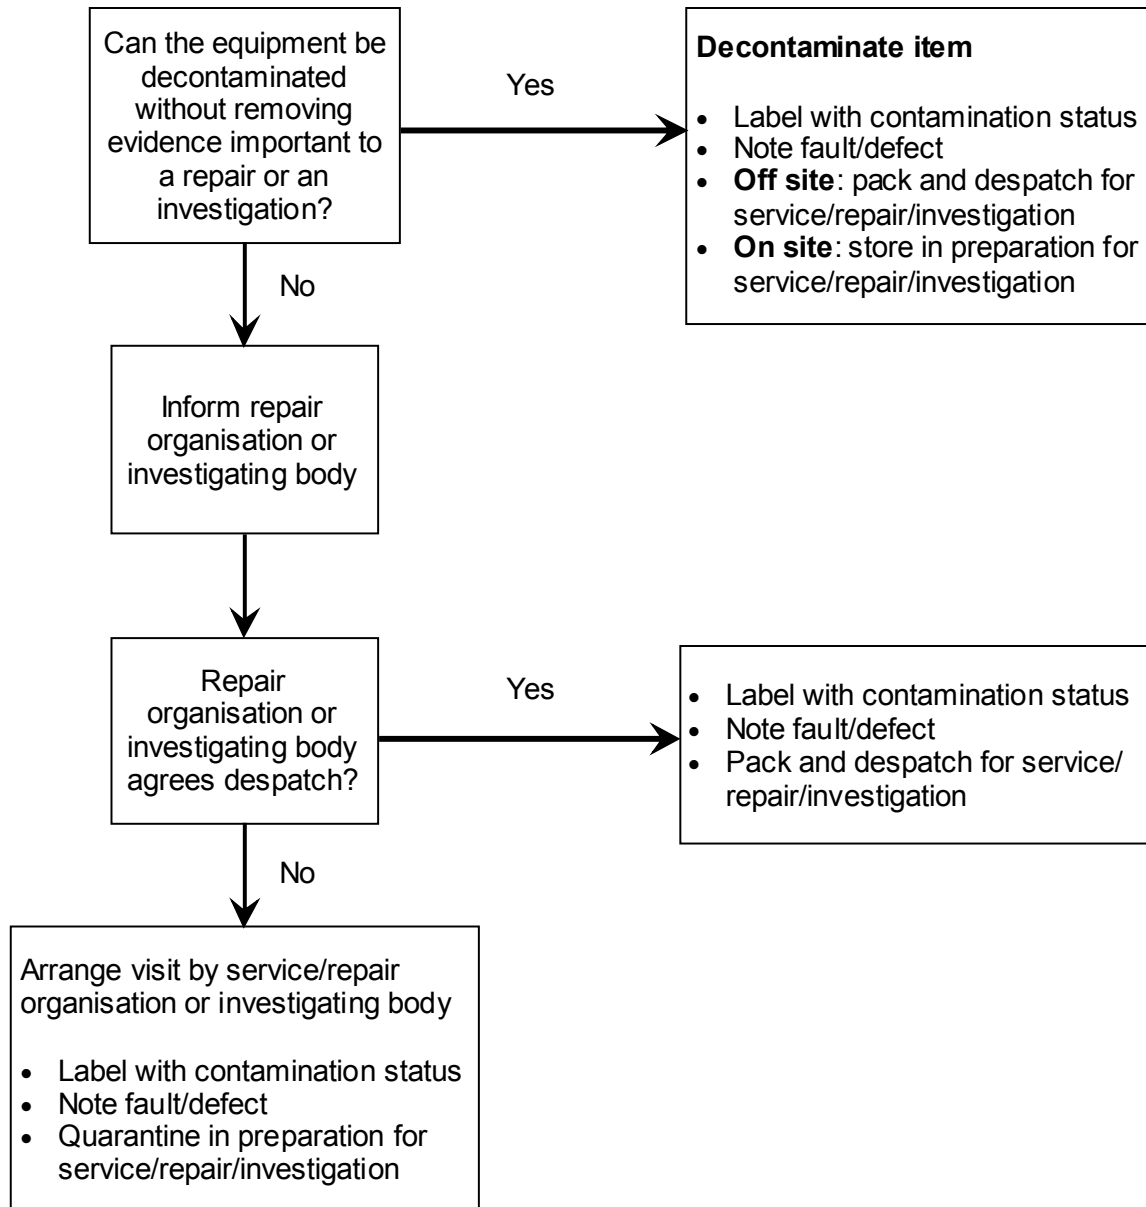 Can the equipment be
decontaminated
without removing
evidence important to
a repair or an
investigation?
Yes
Decontaminate item
• Label with contamination status
• Note fault/defect
• Off site: pack and despatch for
service/repair/investigation
• On site: store in preparation for
service/repair/investigation
No
Inform repair
organisation or
investigating body
Repair
organisation or
investigating body
agrees despatch?
Yes
• Label with contamination status
• Note fault/defect
• Pack and despatch for service/
repair/investigation
No
Arrange visit by service/repair
organisation or investigating body
• Label with contamination status
• Note fault/defect
• Quarantine in preparation for
service/repair/investigation